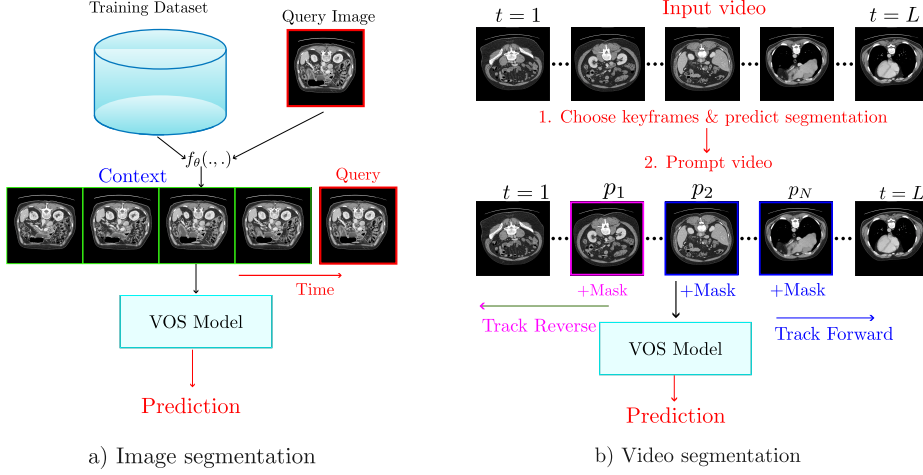 Training Dataset
Query Image
f_θ(.,.)
Context
Query
Time
VOS Model
Prediction
a) Image segmentation
Input video
t = 1
t = L
1. Choose keyframes & predict segmentation
2. Prompt video
t = 1
p_1
p_2
p_N
t = L
+Mask
+Mask
+Mask
Track Reverse
Track Forward
VOS Model
Prediction
b) Video segmentation